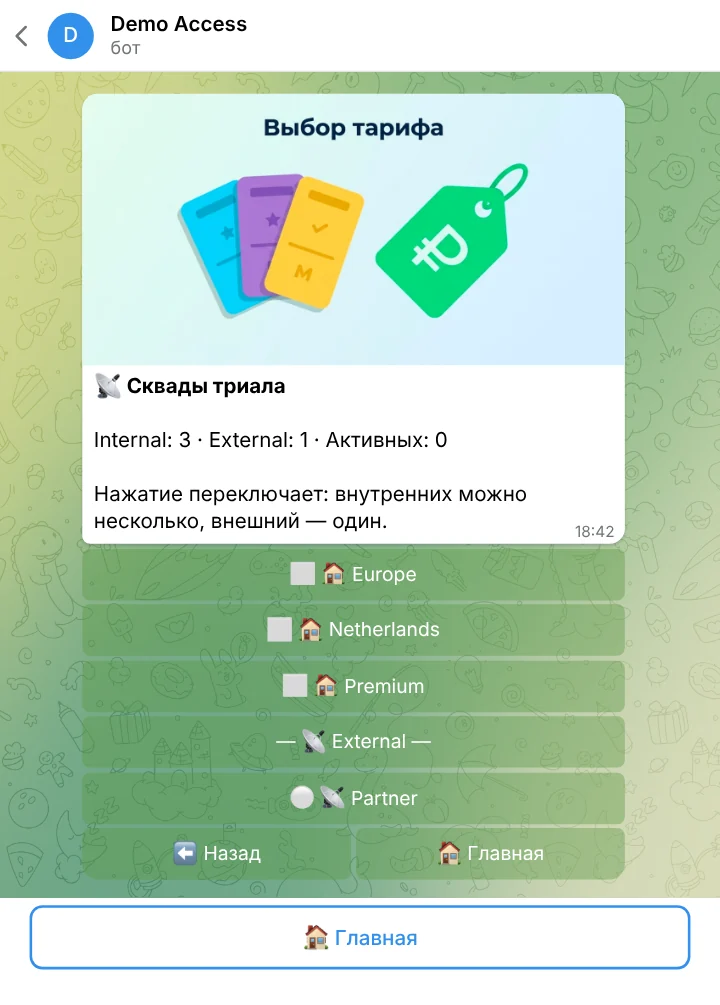 D
Demo Access
бот
Выбор тарифа
M
📡 Сквады триала
Internal: 3 · External: 1 · Активных: 0
Нажатие переключает: внутренних можно
несколько, внешний — один.
18:42
⬜ 🏠 Europe
⬜ 🏠 Netherlands
⬜ 🏠 Premium
— 📡 External —
⚪ 📡 Partner
⬅️ Назад
🏠 Главная
🏠 Главная